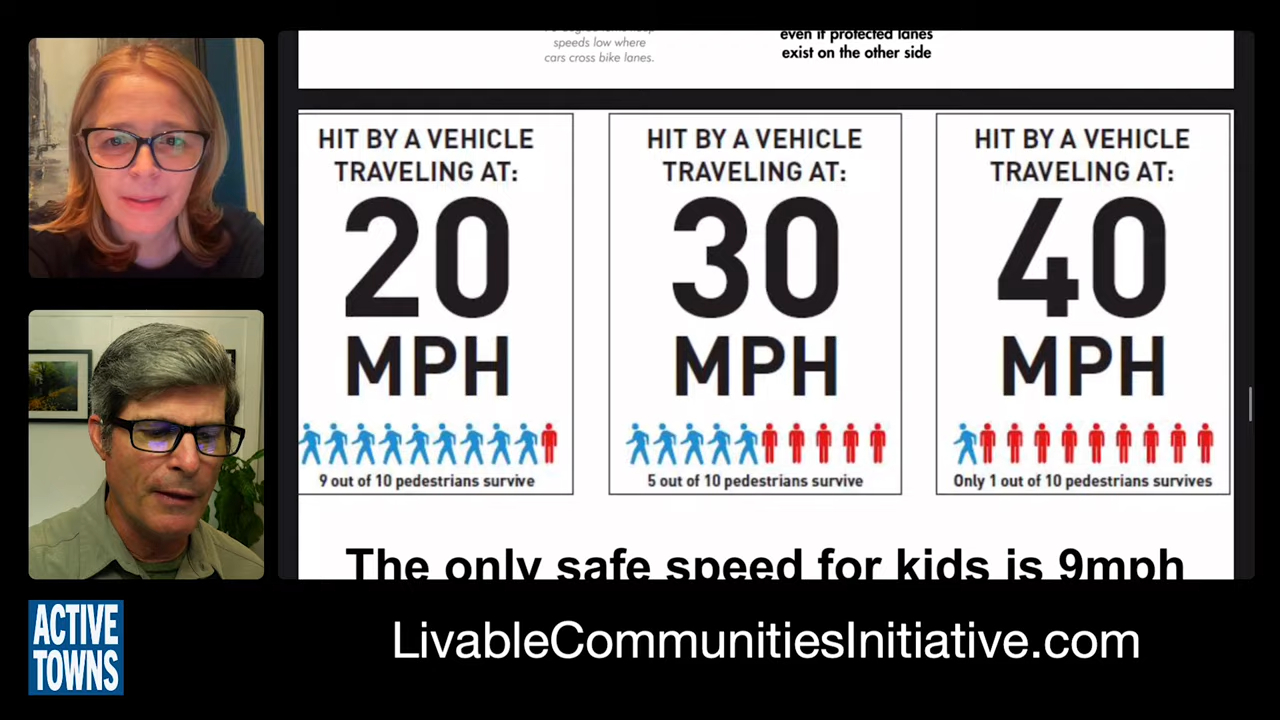 speeds low where
cars cross bike lanes.
even if protected lanes
exist on the other side
HIT BY A VEHICLE
TRAVELING AT:
20
MPH
9 out of 10 pedestrians survive
HIT BY A VEHICLE
TRAVELING AT:
30
MPH
5 out of 10 pedestrians survive
HIT BY A VEHICLE
TRAVELING AT:
40
MPH
Only 1 out of 10 pedestrians survives
The only safe speed for kids is 9mph
ACTIVE
TOWNS
LivableCommunitiesInitiative.com